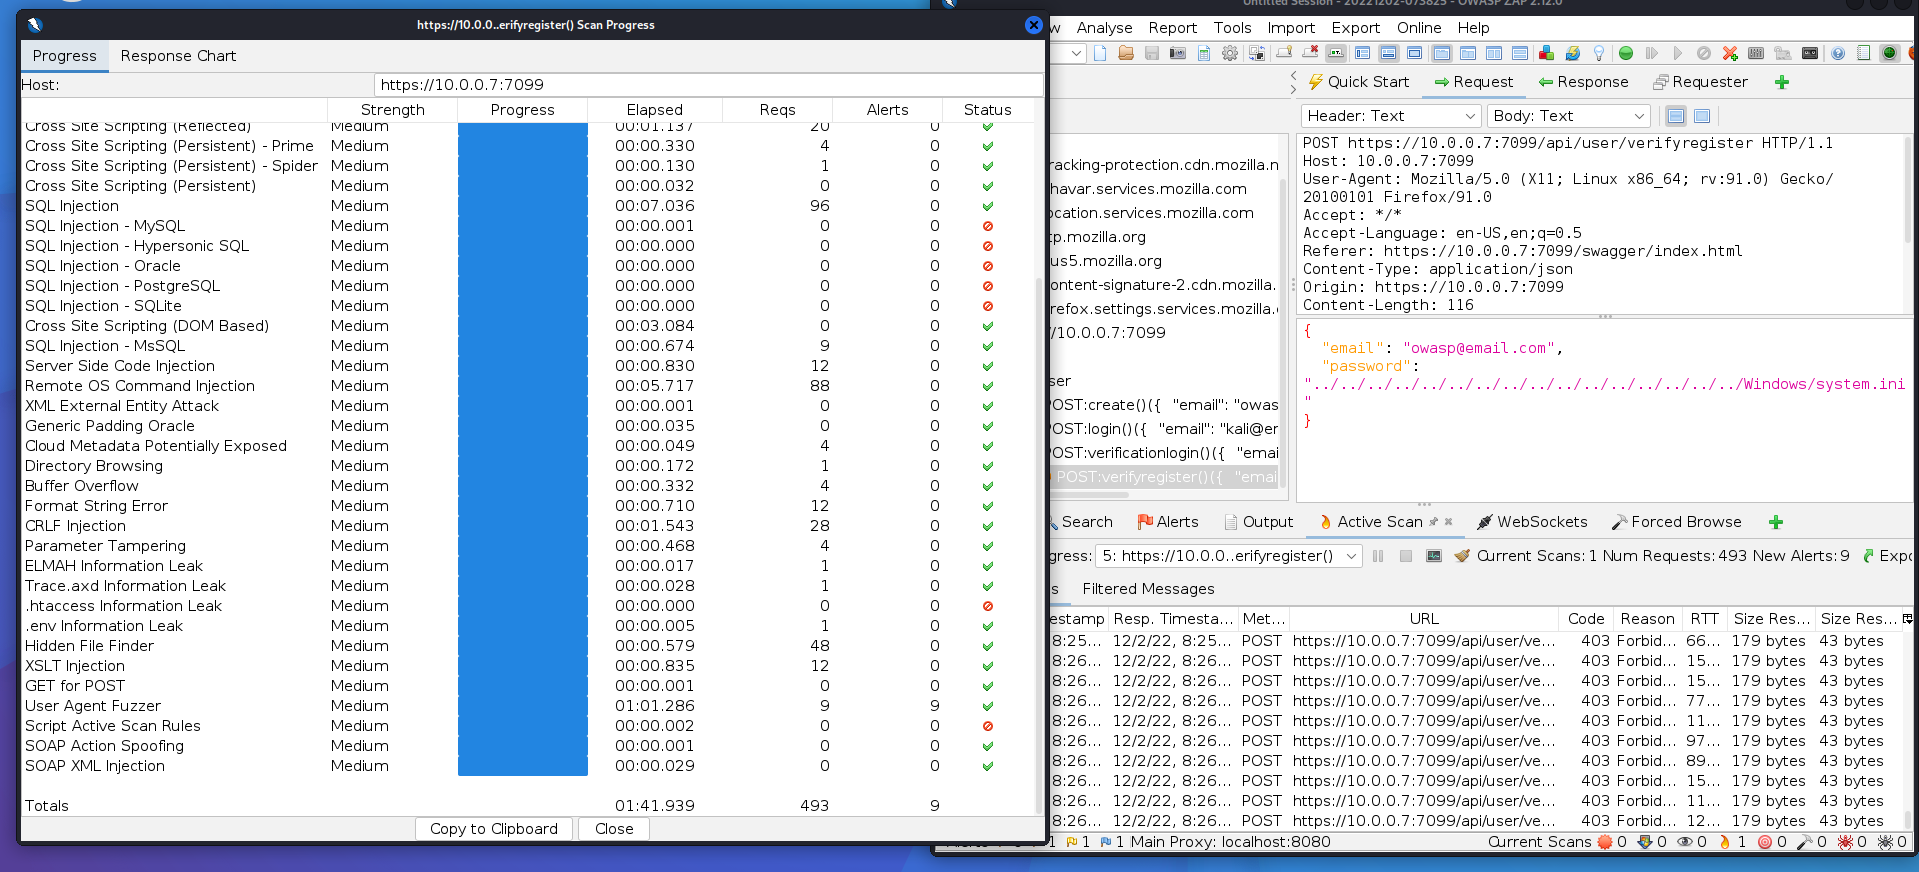 https://10.0.0..erifyregister() Scan Progress
Progress Response Chart
Host: https://10.0.0.7:7099
Strength Progress Elapsed Reqs Alerts Status
Cross Site Scripting (Reflected) Medium 00:01.137 20 0
Cross Site Scripting (Persistent) - Prime Medium 00:00.330 4 0
Cross Site Scripting (Persistent) - Spider Medium 00:00.130 1 0
Cross Site Scripting (Persistent) Medium 00:00.032 0 0
SQL Injection Medium 00:07.036 96 0
SQL Injection - MySQL Medium 00:00.001 0 0
SQL Injection - Hypersonic SQL Medium 00:00.000 0 0
SQL Injection - Oracle Medium 00:00.000 0 0
SQL Injection - PostgreSQL Medium 00:00.000 0 0
SQL Injection - SQLite Medium 00:00.000 0 0
Cross Site Scripting (DOM Based) Medium 00:03.084 0 0
SQL Injection - MsSQL Medium 00:00.674 9 0
Server Side Code Injection Medium 00:00.830 12 0
Remote OS Command Injection Medium 00:05.717 88 0
XML External Entity Attack Medium 00:00.001 0 0
Generic Padding Oracle Medium 00:00.035 0 0
Cloud Metadata Potentially Exposed Medium 00:00.049 4 0
Directory Browsing Medium 00:00.172 1 0
Buffer Overflow Medium 00:00.332 4 0
Format String Error Medium 00:00.710 12 0
CRLF Injection Medium 00:01.543 28 0
Parameter Tampering Medium 00:00.468 4 0
ELMAH Information Leak Medium 00:00.017 1 0
Trace.axd Information Leak Medium 00:00.028 1 0
.htaccess Information Leak Medium 00:00.000 0 0
.env Information Leak Medium 00:00.005 1 0
Hidden File Finder Medium 00:00.579 48 0
XSLT Injection Medium 00:00.835 12 0
GET for POST Medium 00:00.001 0 0
User Agent Fuzzer Medium 01:01.286 9 9
Script Active Scan Rules Medium 00:00.002 0 0
SOAP Action Spoofing Medium 00:00.001 0 0
SOAP XML Injection Medium 00:00.029 0 0
Totals 01:41.939 493 9
Copy to Clipboard Close
Untitled Session - 20221202-073825 - OWASP ZAP 2.12.0
w Analyse Report Tools Import Export Online Help
Quick Start Request Response Requester
Header: Text Body: Text
racking-protection.cdn.mozilla.n
havar.services.mozilla.com
ocation.services.mozilla.com
tp.mozilla.org
us5.mozilla.org
ontent-signature-2.cdn.mozilla.
refox.settings.services.mozilla.
/10.0.0.7:7099
ser
POST:create()({ "email": "owas
POST:login()({ "email": "kali@er
POST:verificationlogin()({ "emai
POST:verifyregister()({ "emai
POST https://10.0.0.7:7099/api/user/verifyregister HTTP/1.1
Host: 10.0.0.7:7099
User-Agent: Mozilla/5.0 (X11; Linux x86_64; rv:91.0) Gecko/
20100101 Firefox/91.0
Accept: */*
Accept-Language: en-US,en;q=0.5
Referer: https://10.0.0.7:7099/swagger/index.html
Content-Type: application/json
Origin: https://10.0.0.7:7099
Content-Length: 116
{
"email": "owasp@email.com",
"password":
"../../../../../../../../../../../../../../../../Windows/system.ini
"
}
Search Alerts Output Active Scan WebSockets Forced Browse
gress: 5: https://10.0.0..erifyregister() Current Scans: 1 Num Requests: 493 New Alerts: 9 Expo
s Filtered Messages
estamp Resp. Timesta... Met... URL Code Reason RTT Size Res... Size Res...
8:25... 12/2/22, 8:25... POST https://10.0.0.7:7099/api/user/ve... 403 Forbid... 66... 179 bytes 43 bytes
8:26... 12/2/22, 8:26... POST https://10.0.0.7:7099/api/user/ve... 403 Forbid... 15... 179 bytes 43 bytes
8:26... 12/2/22, 8:26... POST https://10.0.0.7:7099/api/user/ve... 403 Forbid... 15... 179 bytes 43 bytes
8:26... 12/2/22, 8:26... POST https://10.0.0.7:7099/api/user/ve... 403 Forbid... 77... 179 bytes 43 bytes
8:26... 12/2/22, 8:26... POST https://10.0.0.7:7099/api/user/ve... 403 Forbid... 11... 179 bytes 43 bytes
8:26... 12/2/22, 8:26... POST https://10.0.0.7:7099/api/user/ve... 403 Forbid... 97... 179 bytes 43 bytes
8:26... 12/2/22, 8:26... POST https://10.0.0.7:7099/api/user/ve... 403 Forbid... 89... 179 bytes 43 bytes
8:26... 12/2/22, 8:26... POST https://10.0.0.7:7099/api/user/ve... 403 Forbid... 15... 179 bytes 43 bytes
8:26... 12/2/22, 8:26... POST https://10.0.0.7:7099/api/user/ve... 403 Forbid... 11... 179 bytes 43 bytes
8:26... 12/2/22, 8:26... POST https://10.0.0.7:7099/api/user/ve... 403 Forbid... 12... 179 bytes 43 bytes
1 1 1 Main Proxy: localhost:8080 Current Scans 0 0 0 1 0 0 0 0